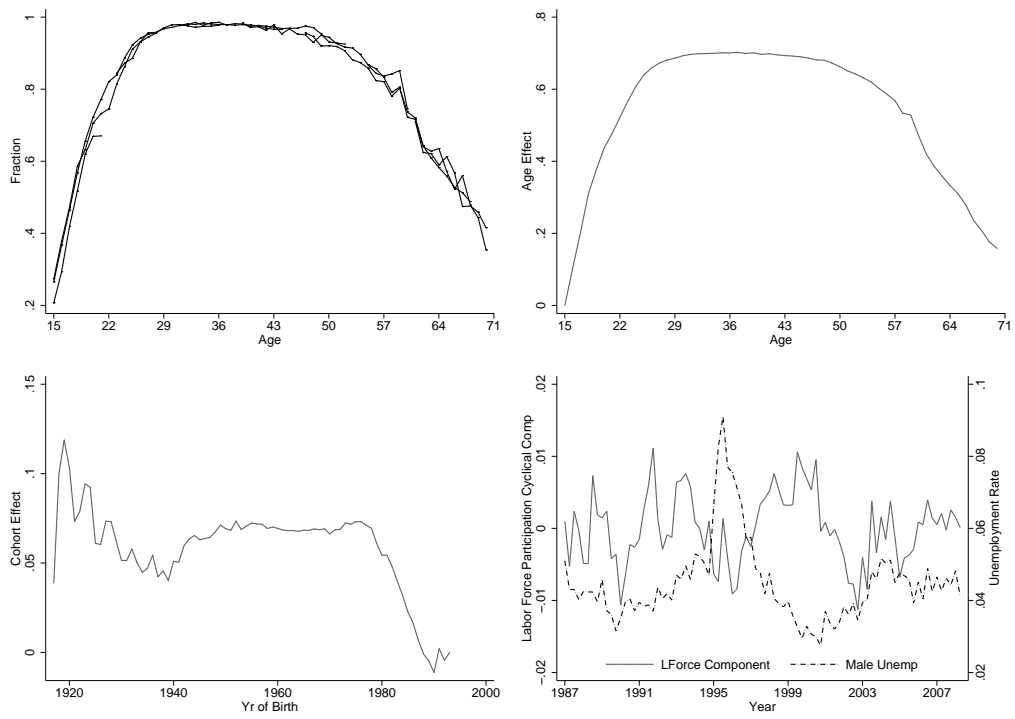 Fraction
1
.8
.6
.4
.2
15 22 29 36 43 50 57 64 71
Age
Age Effect
.8
.6
.4
.2
0
15 22 29 36 43 50 57 64 71
Age
Cohort Effect
.15
.1
.05
0
1920 1940 1960 1980 2000
Yr of Birth
Labor Force Participation Cyclical Comp
.02
.01
0
-.01
-.02
Unemployment Rate
.1
.08
.06
.04
.02
LForce Component Male Unemp
1987 1991 1995 1999 2003 2007
Year